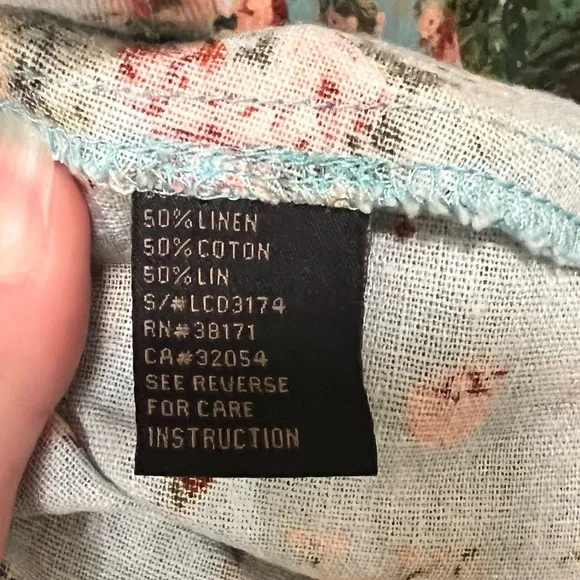 50% LINEN
50% COTON
50% LIN
S/#LCD3174
RN#38171
CA#32054
SEE REVERSE
FOR CARE
INSTRUCTION